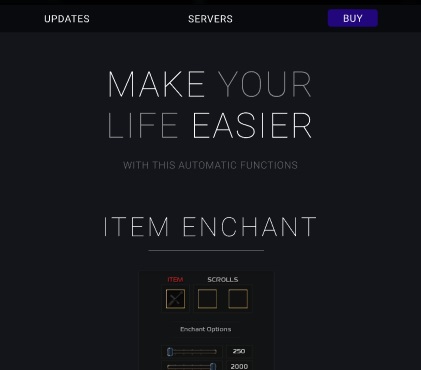 UPDATES SERVERS BUY
MAKE YOUR
LIFE EASIER
WITH THIS AUTOMATIC FUNCTIONS
ITEM ENCHANT
ITEM SCROLLS
Enchant Options
250
2000